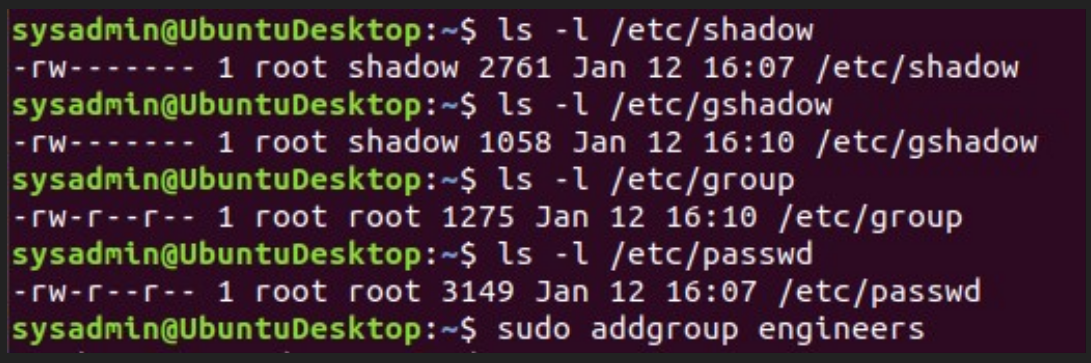 sysadmin@UbuntuDesktop:~$ ls -l /etc/shadow
-rw------- 1 root shadow 2761 Jan 12 16:07 /etc/shadow
sysadmin@UbuntuDesktop:~$ ls -l /etc/gshadow
-rw------- 1 root shadow 1058 Jan 12 16:10 /etc/gshadow
sysadmin@UbuntuDesktop:~$ ls -l /etc/group
-rw-r--r-- 1 root root 1275 Jan 12 16:10 /etc/group
sysadmin@UbuntuDesktop:~$ ls -l /etc/passwd
-rw-r--r-- 1 root root 3149 Jan 12 16:07 /etc/passwd
sysadmin@UbuntuDesktop:~$ sudo addgroup engineers